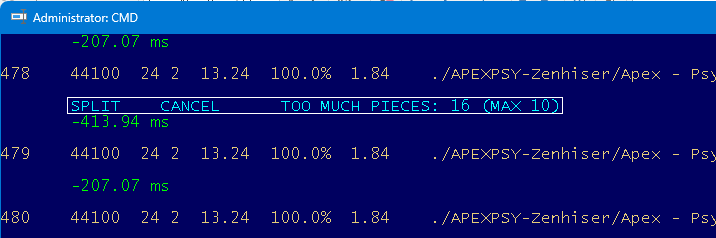 Administrator: CMD
-207.07 ms
478 44100 24 2 13.24 100.0% 1.84 ./APEXPSY-Zenhiser/Apex - Psy
SPLIT CANCEL TOO MUCH PIECES: 16 (MAX 10)
-413.94 ms
479 44100 24 2 13.24 100.0% 1.84 ./APEXPSY-Zenhiser/Apex - Psy
-207.07 ms
480 44100 24 2 13.24 100.0% 1.84 ./APEXPSY-Zenhiser/Apex - Psy